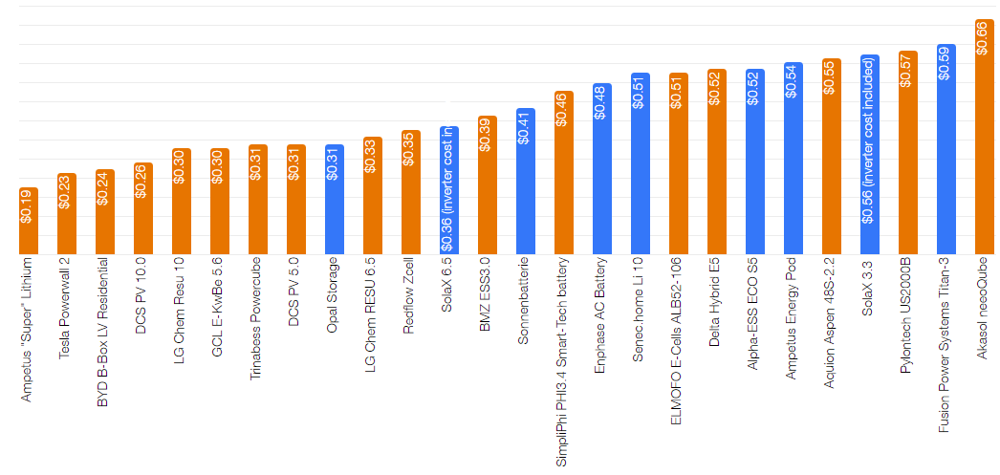 $0.19
$0.23
$0.24
$0.26
$0.30
$0.30
$0.31
$0.31
$0.31
$0.33
$0.35
$0.36 (inverter cost in
$0.39
$0.41
$0.46
$0.48
$0.51
$0.51
$0.52
$0.52
$0.54
$0.55
$0.56 (inverter cost included)
$0.57
$0.59
$0.66
Ampetus "Super" Lithium
Tesla Powerwall 2
BYD B-Box LV Residential
DCS PV 10.0
LG Chem Resu 10
GCL E-KwBe 5.6
Trinabess Powercube
DCS PV 5.0
Opal Storage
LG Chem RESU 6.5
Redflow Zcell
SolaX 6.5
BMZ ESS3.0
Sonnenbatterie
SimpliPhi PHI3.4 Smart-Tech battery
Enphase AC Battery
Senec.home Li 10
ELMOFO E-Cells ALB52-106
Delta Hybrid E5
Alpha-ESS ECO S5
Ampetus Energy Pod
Aquion Aspen 48S-2.2
SolaX 3.3
Pylontech US2000B
Fusion Power Systems Titan-3
Akasol neeoQube